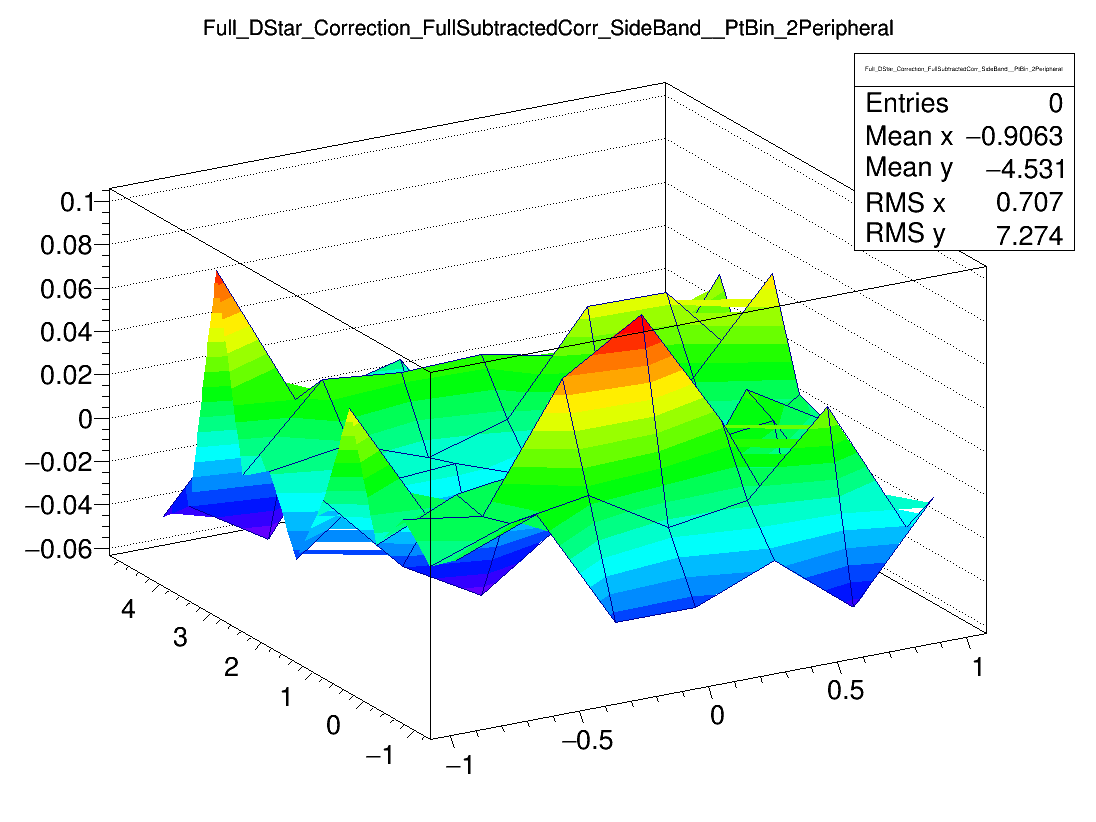 Full_DStar_Correction_FullSubtractedCorr_SideBand__PtBin_2Peripheral
Full_DStar_Correction_FullSubtractedCorr_SideBand__PtBin_2Peripheral
Entries 0
Mean x −0.9063
Mean y −4.531
RMS x 0.707
RMS y 7.274
0.1
0.08
0.06
0.04
0.02
0
−0.02
−0.04
−0.06
4
3
2
1
0
−1
−1
−0.5
0
0.5
1